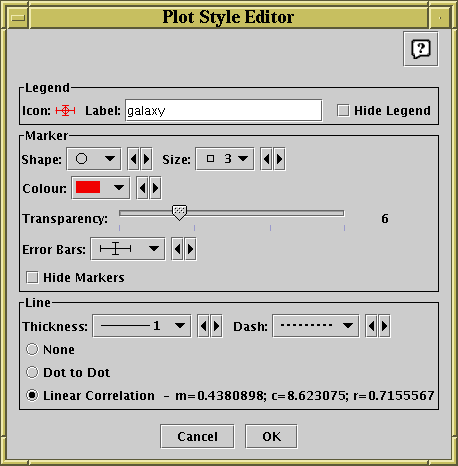 Plot Style Editor
?
Legend
Icon: Label: galaxy Hide Legend
Marker
Shape: Size: 3
Colour:
Transparency: 6
Error Bars:
Hide Markers
Line
Thickness: 1 Dash:
None
Dot to Dot
Linear Correlation - m=0.4380898; c=8.623075; r=0.7155567
Cancel OK